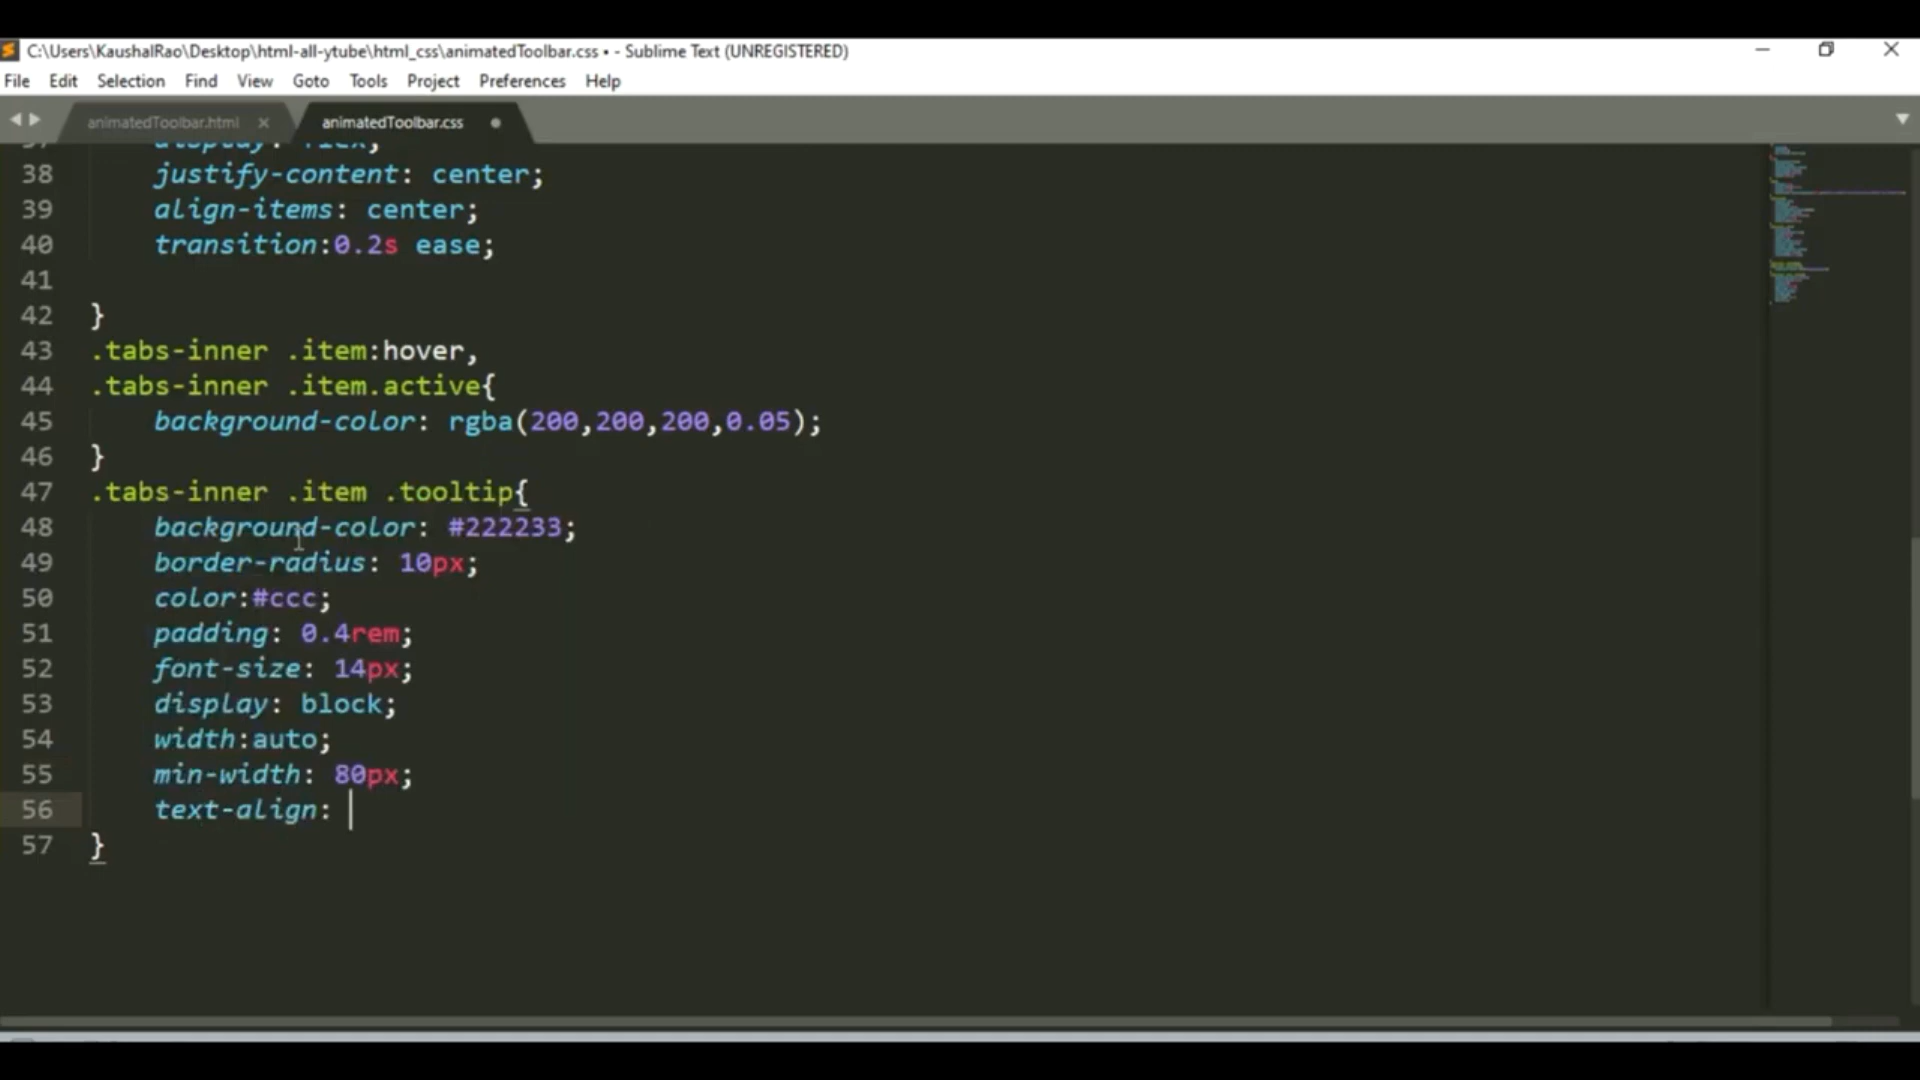 C:\Users\KaushalRao\Desktop\html-all-ytube\html_css\animatedToolbar.css • - Sublime Text (UNREGISTERED)
File Edit Selection Find View Goto Tools Project Preferences Help
animatedToolbar.html × animatedToolbar.css
37 display: flex;
38 justify-content: center;
39 align-items: center;
40 transition:0.2s ease;
41
42 }
43 .tabs-inner .item:hover,
44 .tabs-inner .item.active{
45 background-color: rgba(200,200,200,0.05);
46 }
47 .tabs-inner .item .tooltip{
48 background-color: #222233;
49 border-radius: 10px;
50 color:#ccc;
51 padding: 0.4rem;
52 font-size: 14px;
53 display: block;
54 width:auto;
55 min-width: 80px;
56 text-align:
57 }